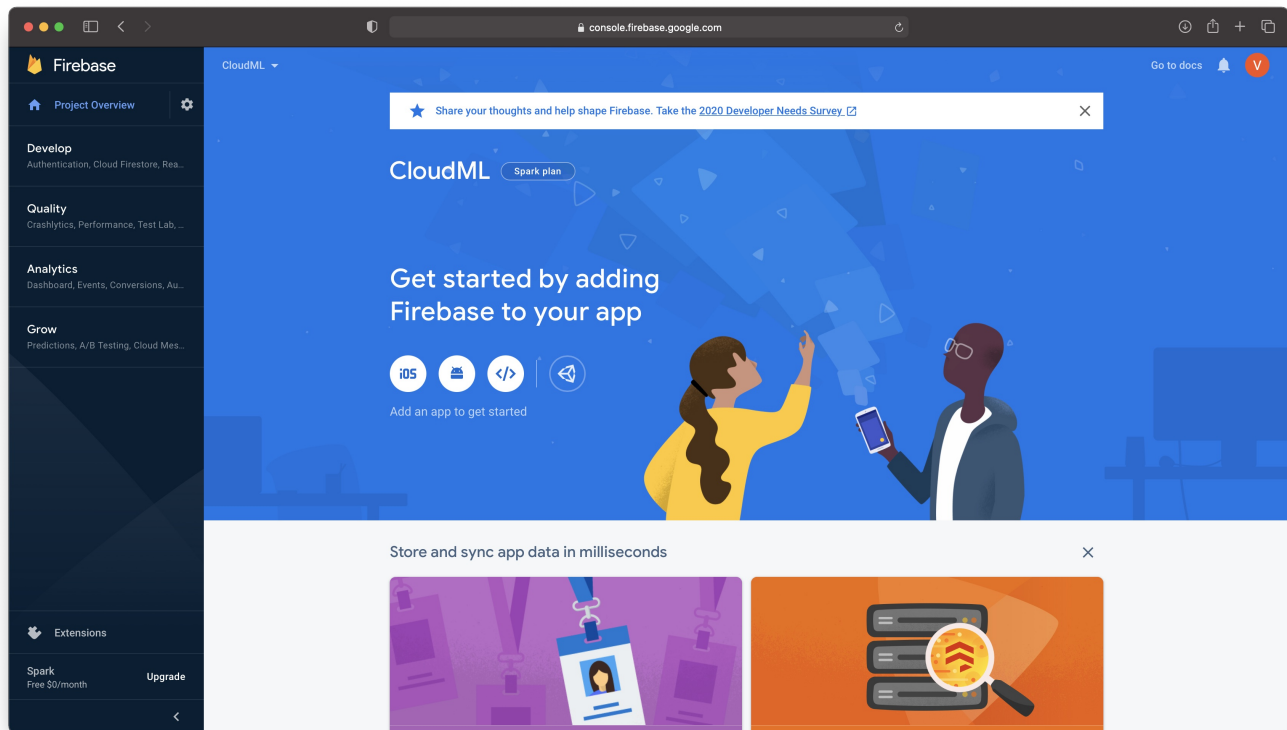 console.firebase.google.com
Firebase
CloudML
Go to docs
V
Project Overview
Share your thoughts and help shape Firebase. Take the 2020 Developer Needs Survey
Develop
Authentication, Cloud Firestore, Rea...
CloudML
Spark plan
Quality
Crashlytics, Performance, Test Lab, ...
Analytics
Dashboard, Events, Conversions, Au...
Get started by adding
Firebase to your app
Grow
Predictions, A/B Testing, Cloud Mes...
iOS
</>
Add an app to get started
Store and sync app data in milliseconds
Extensions
Spark
Free $0/month
Upgrade